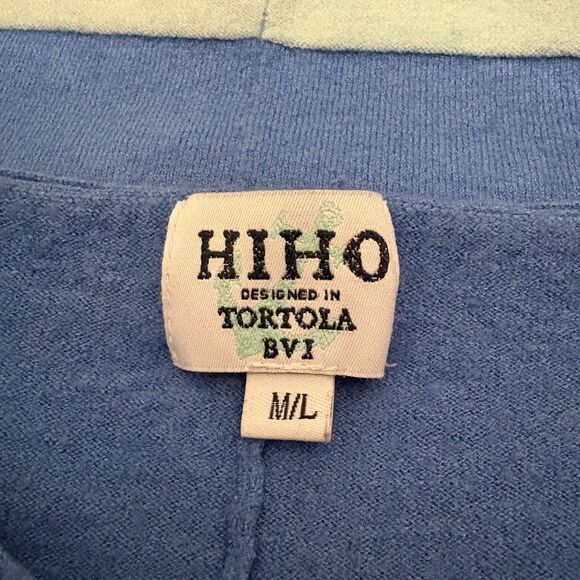 HIHO
DESIGNED IN
TORTOLA
BVI
M/L